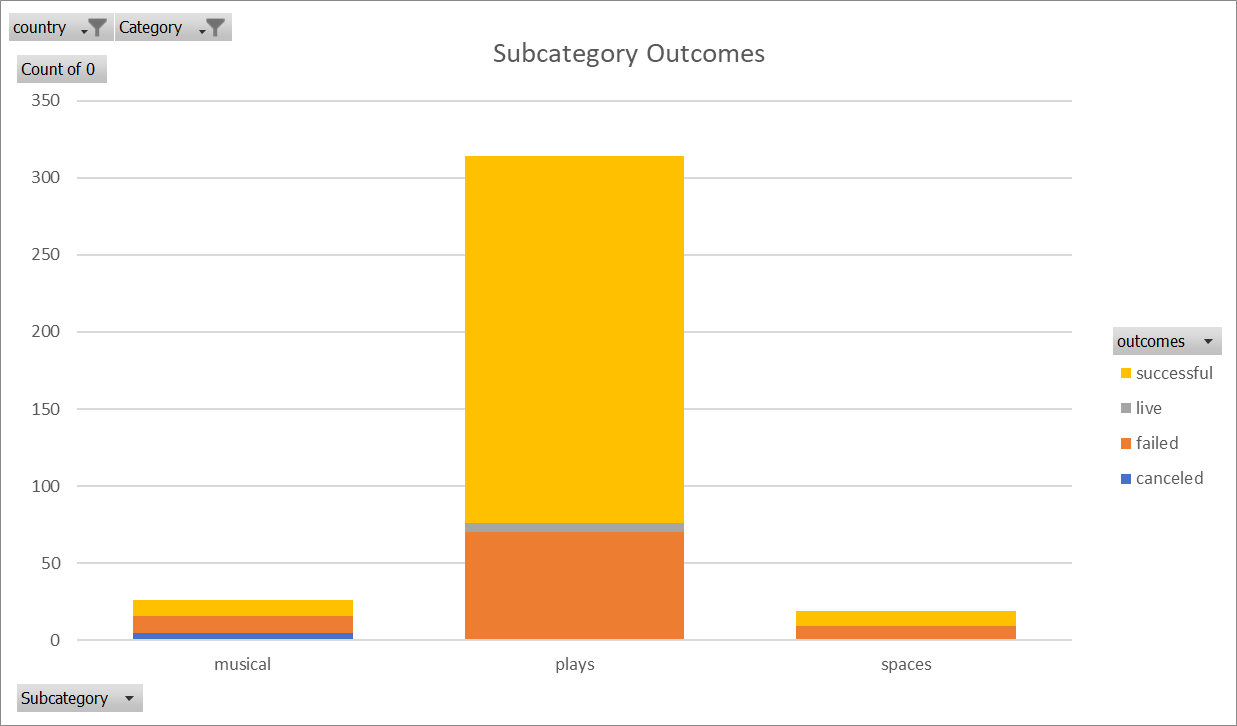 country
Category
Subcategory Outcomes
Count of 0
350
300
250
200
150
100
50
0
musical
plays
spaces
outcomes
successful
live
failed
canceled
Subcategory